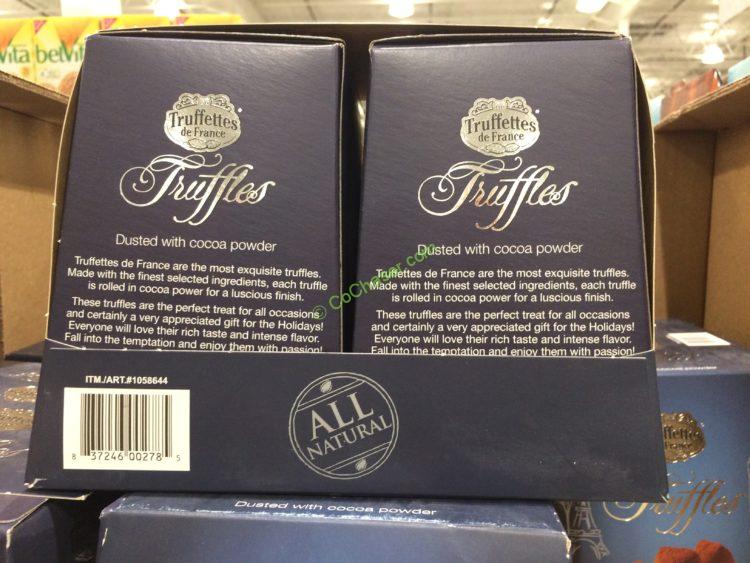 vita belVit
Truffettes
de France
Truffles
Dusted with cocoa powder
Truffettes de France are the most exquisite truffles.
Made with the finest selected ingredients, each truffle
is rolled in cocoa power for a luscious finish.
These truffles are the perfect treat for all occasions
and certainly a very appreciated gift for the Holidays!
Everyone will love their rich taste and intense flavor.
Fall into the temptation and enjoy them with passion!
Truffettes
de France
Truffles
Dusted with cocoa powder
Truffettes de France are the most exquisite truffles.
Made with the finest selected ingredients, each truffle
is rolled in cocoa power for a luscious finish.
These truffles are the perfect treat for all occasions
and certainly a very appreciated gift for the Holidays!
Everyone will love their rich taste and intense flavor.
Fall into the temptation and enjoy them with passion!
© CoChaser.com
ITM./ART.#1058644
8 37246 00278 5
ALL
NATURAL
Dusted with cocoa powder
uffettes
de France
Truffles